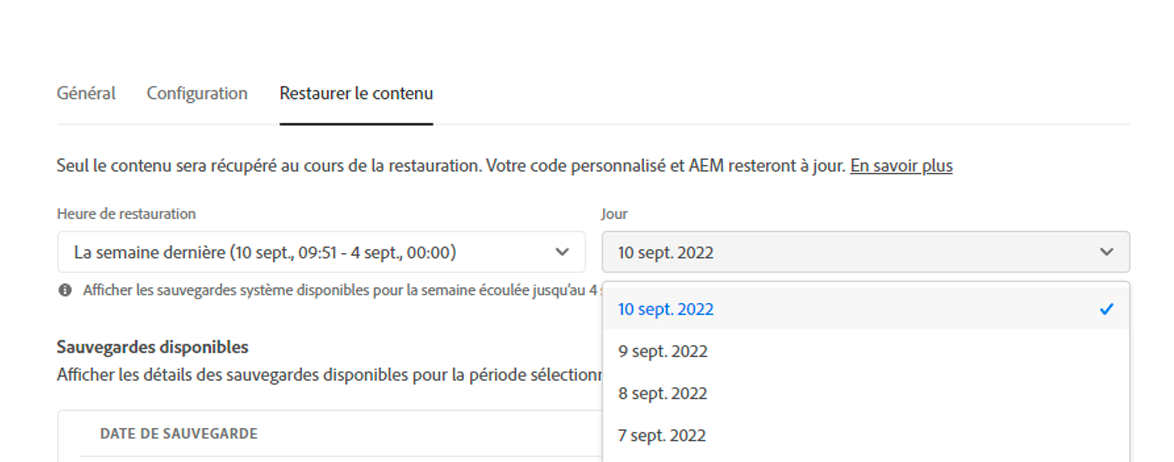 Général Configuration Restaurer le contenu
Seul le contenu sera récupéré au cours de la restauration. Votre code personnalisé et AEM resteront à jour. En savoir plus
Heure de restauration Jour
La semaine dernière (10 sept., 09:51 - 4 sept., 00:00) 10 sept. 2022
Afficher les sauvegardes système disponibles pour la semaine écoulée jusqu'au 4
10 sept. 2022
9 sept. 2022
8 sept. 2022
7 sept. 2022
Sauvegardes disponibles
Afficher les détails des sauvegardes disponibles pour la période
DATE DE SAUVEGARDE